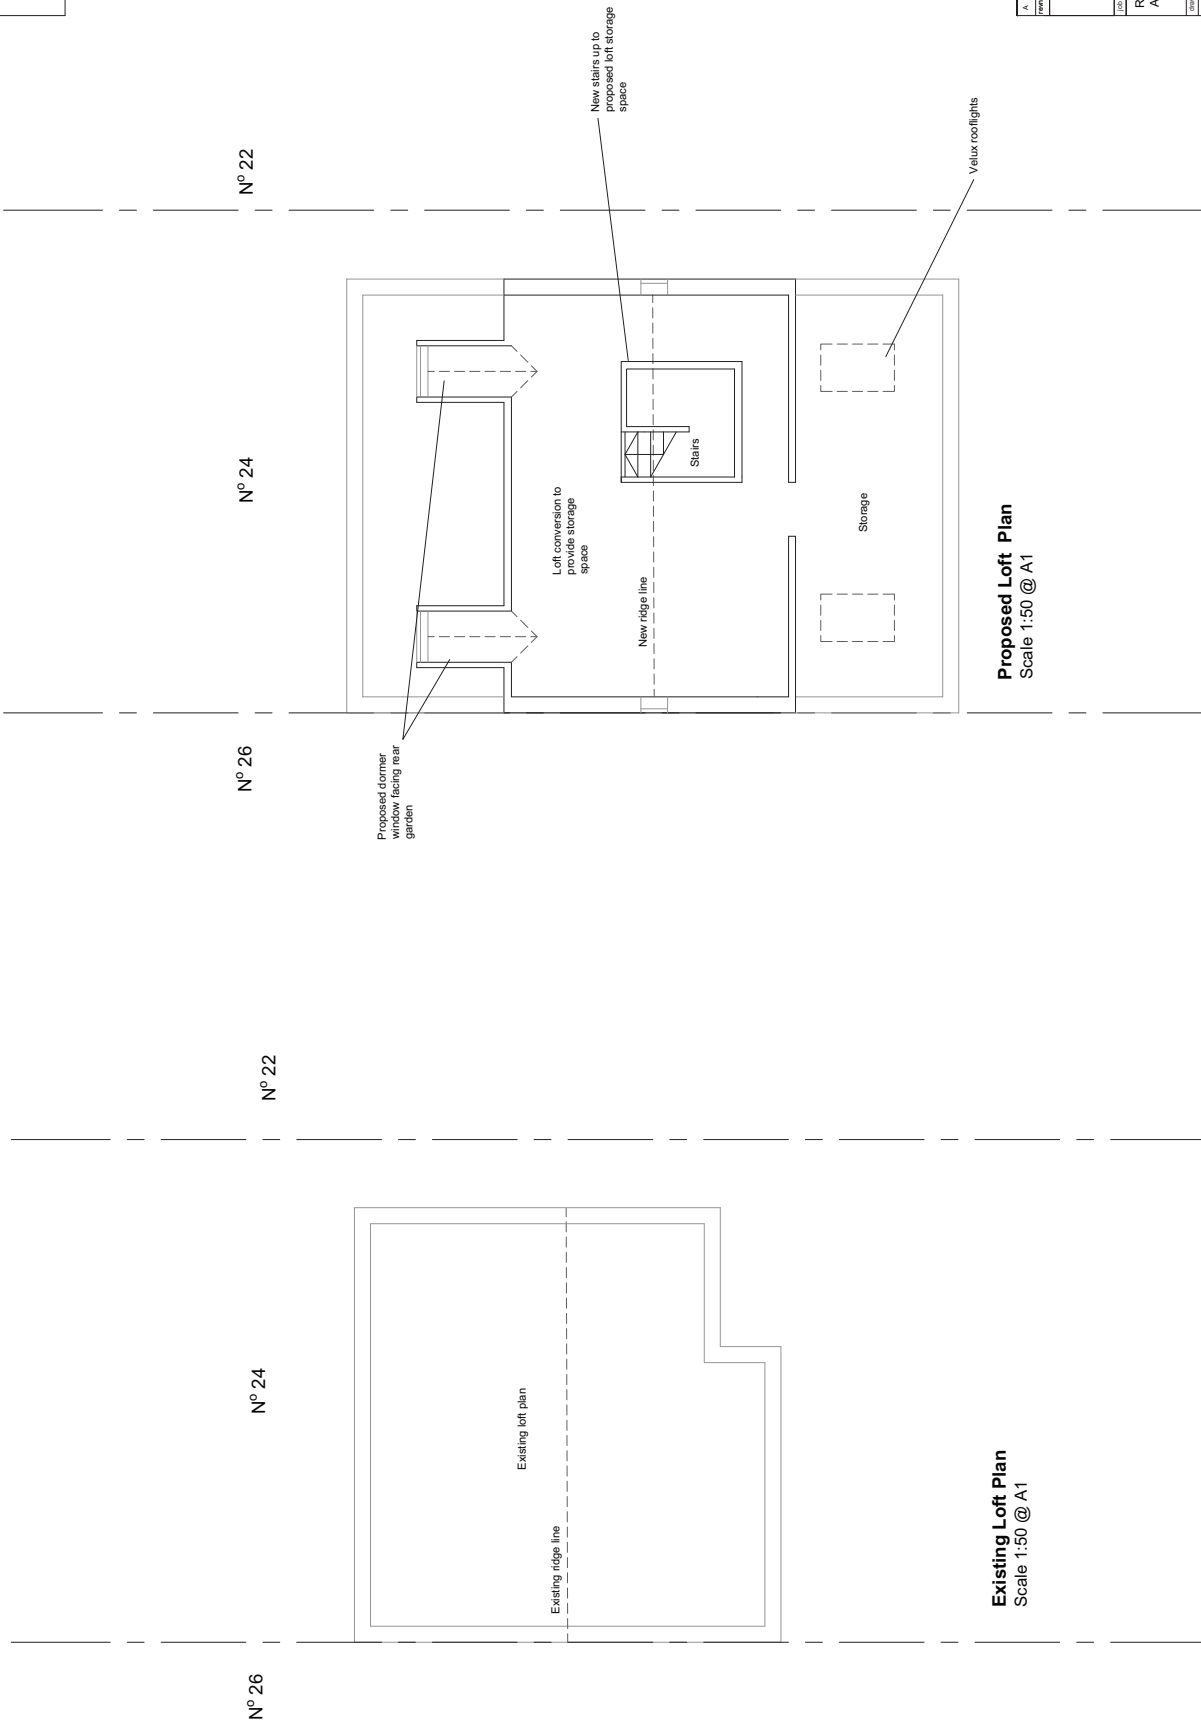 Nº 26
Nº 24
Nº 22
Existing ridge line
Existing loft plan
Existing Loft Plan
Scale 1:50 @ A1
Nº 26
Nº 24
Nº 22
Proposed dormer
window facing rear
garden
Loft conversion to
provide storage
space
New stairs up to
proposed loft storage
space
New ridge line
Stairs
Storage
Velux rooflights
Proposed Loft Plan
Scale 1:50 @ A1
A
job
R
A